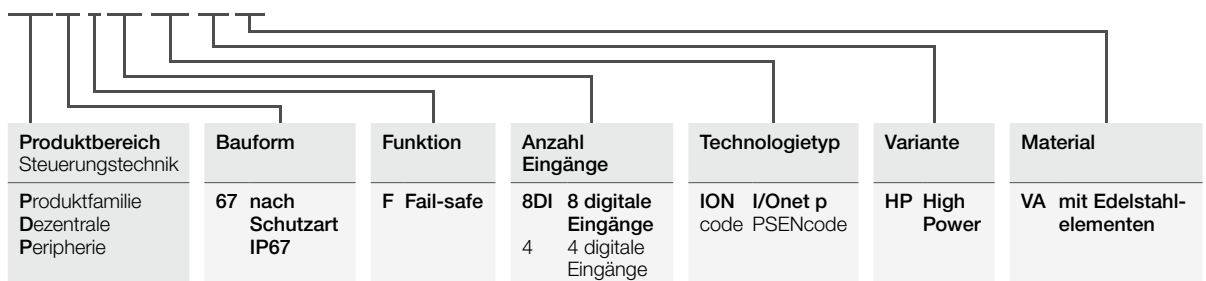 Produktbereich
Steuerungstechnik
Produktfamilie
Dezentrale
Peripherie
Bauform
67 nach
Schutzart
IP67
Funktion
F Fail-safe
Anzahl
Eingänge
8DI 8 digitale
Eingänge
4 4 digitale
Eingänge
Technologietyp
ION I/Onet p
code PSENcode
Variante
HP High
Power
Material
VA mit Edelstahl-
elementen